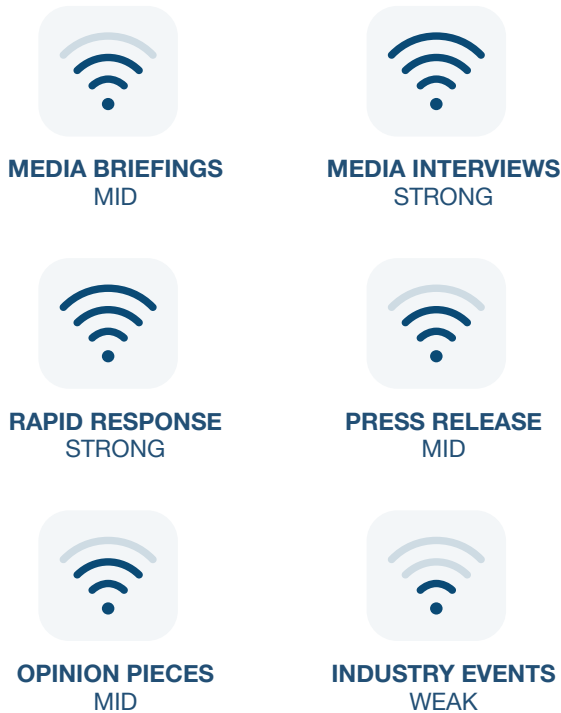 MEDIA BRIEFINGS
MID
MEDIA INTERVIEWS
STRONG
RAPID RESPONSE
STRONG
PRESS RELEASE
MID
OPINION PIECES
MID
INDUSTRY EVENTS
WEAK